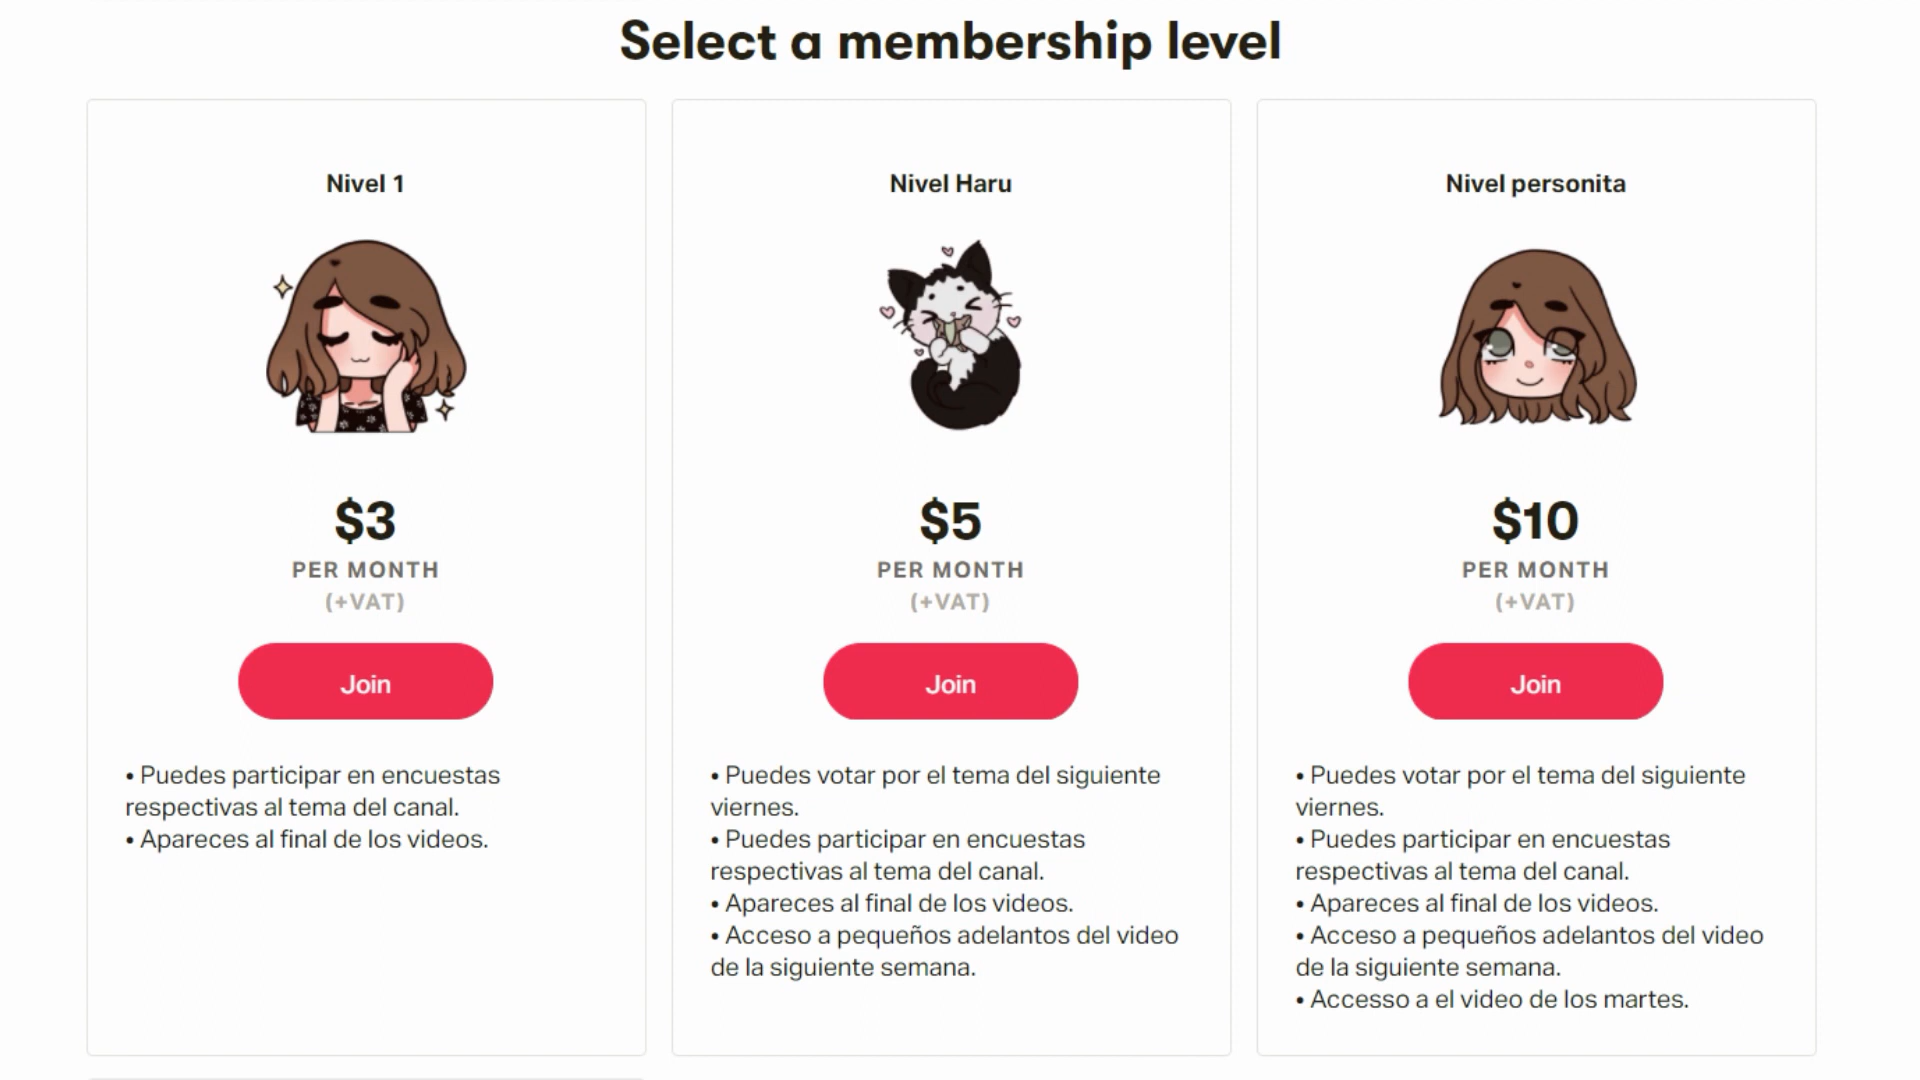 Select a membership level
Nivel 1
$3
PER MONTH
(+VAT)
Join
• Puedes participar en encuestas
respectivas al tema del canal.
• Apareces al final de los videos.
Nivel Haru
$5
PER MONTH
(+VAT)
Join
• Puedes votar por el tema del siguiente
viernes.
• Puedes participar en encuestas
respectivas al tema del canal.
• Apareces al final de los videos.
• Acceso a pequeños adelantos del video
de la siguiente semana.
Nivel personita
$10
PER MONTH
(+VAT)
Join
• Puedes votar por el tema del siguiente
viernes.
• Puedes participar en encuestas
respectivas al tema del canal.
• Apareces al final de los videos.
• Acceso a pequeños adelantos del video
de la siguiente semana.
• Accesso a el video de los martes.